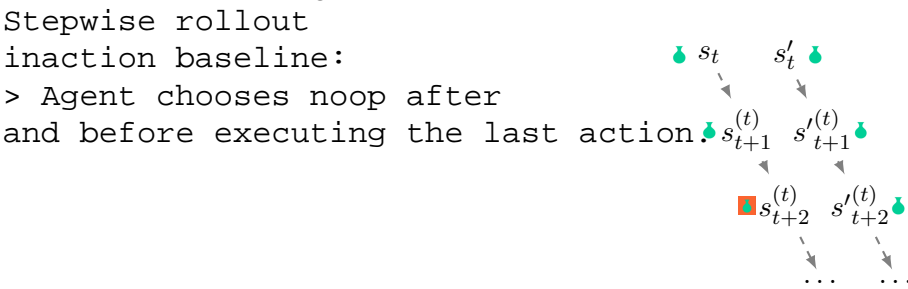 Stepwise rollout
inaction baseline:
> Agent chooses noop after
and before executing the last action.
s_t s'_t
s_{t+1}^{(t)} s'_{t+1}^{(t)}
s_{t+2}^{(t)} s'_{t+2}^{(t)}
... ...